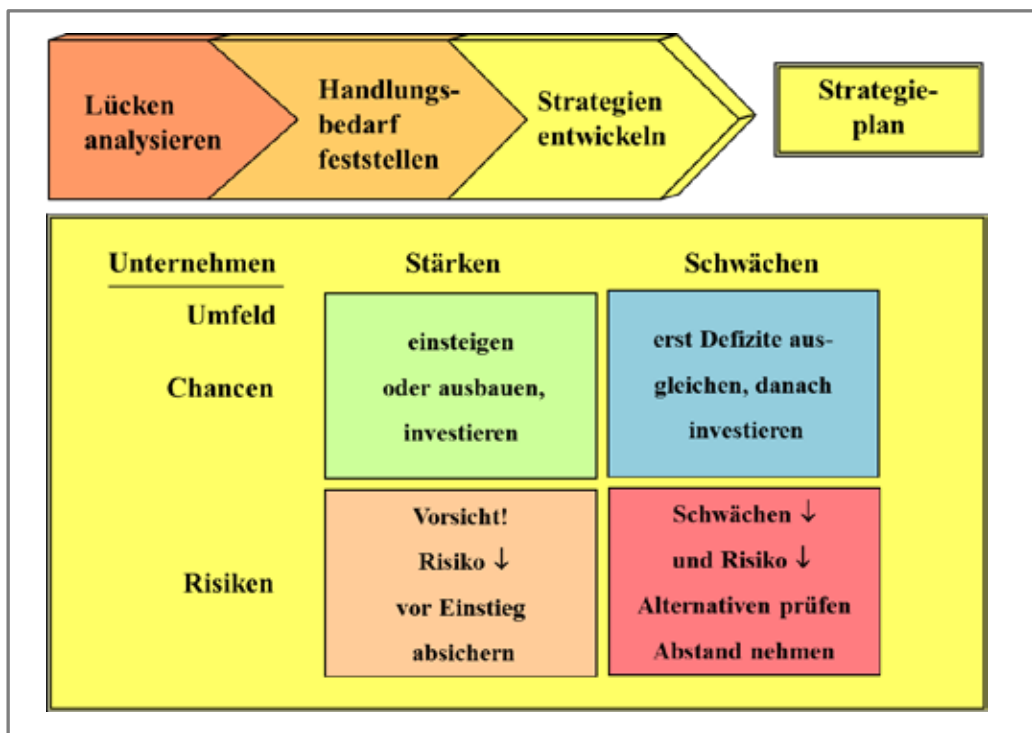 Lücken
analysieren
Handlungs-
bedarf
feststellen
Strategien
entwickeln
Strategie-
plan
Unternehmen
Stärken
Schwächen
Umfeld
Chancen
einsteigen
oder ausbauen,
investieren
erst Defizite aus-
gleichen, danach
investieren
Risiken
Vorsicht!
Risiko ↓
vor Einstieg
absichern
Schwächen ↓
und Risiko ↓
Alternativen prüfen
Abstand nehmen